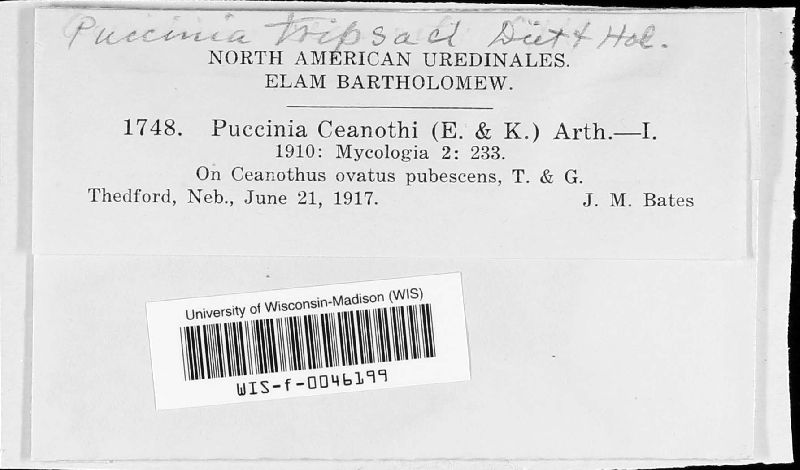 Puccinia tripsaci Diet & Hol.
NORTH AMERICAN UREDINALES.
ELAM BARTHOLOMEW.
1748. Puccinia Ceanothi (E. & K.) Arth.—I.
1910: Mycologia 2: 233.
On Ceanothus ovatus pubescens, T. & G.
Thedford, Neb., June 21, 1917. J. M. Bates
University of Wisconsin-Madison (WIS)
WIS-f-0046199